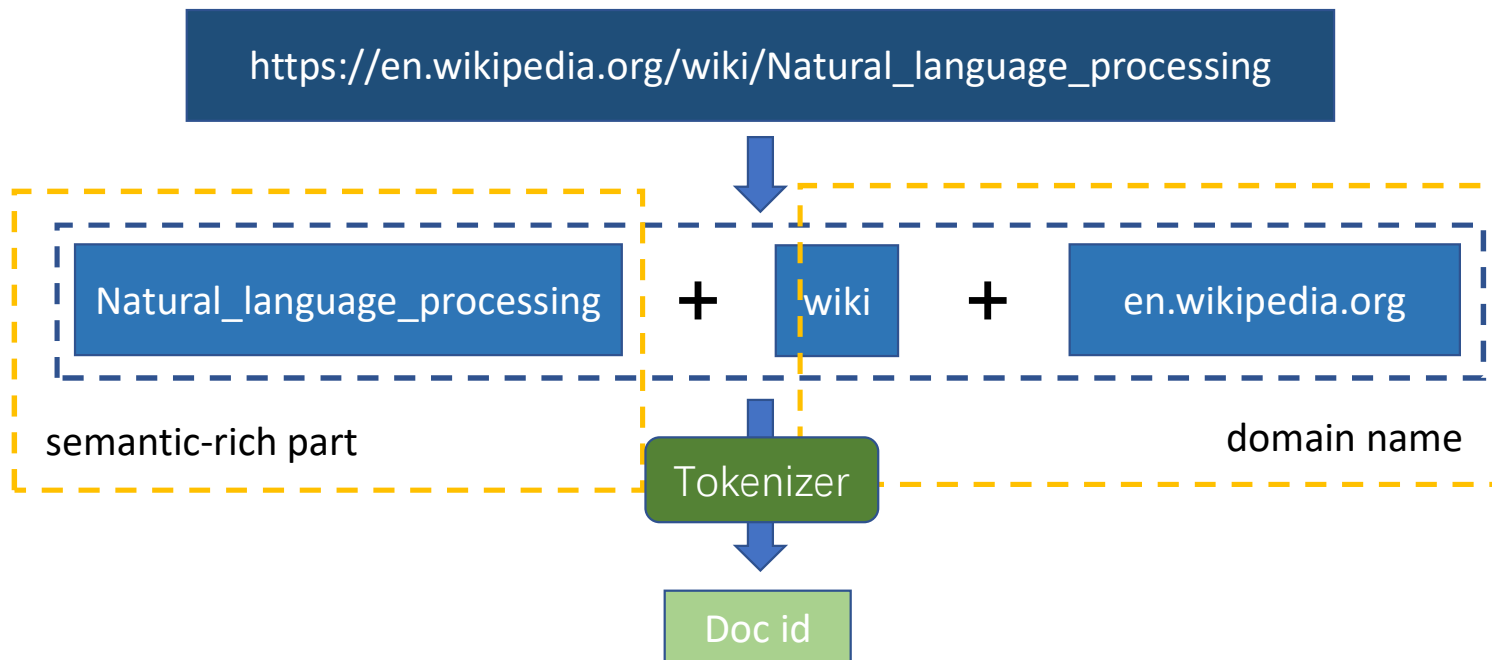 https://en.wikipedia.org/wiki/Natural_language_processing
Natural_language_processing + wiki + en.wikipedia.org
semantic-rich part
domain name
Tokenizer
Doc id